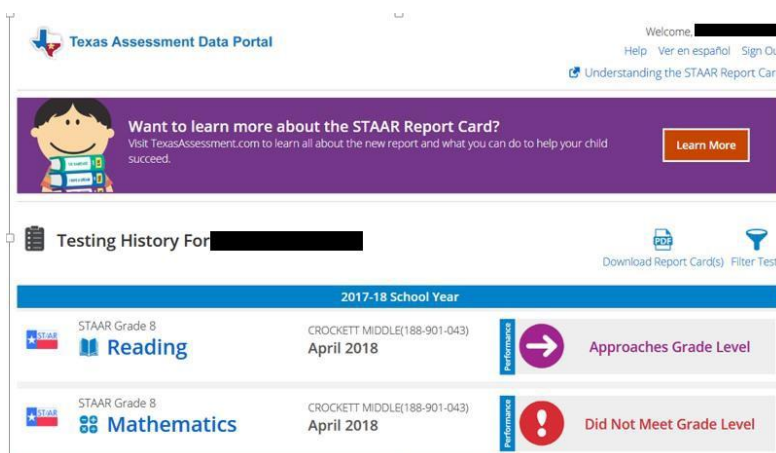 Texas Assessment Data Portal
Welcome,
Help Ver en español Sign Ou
Understanding the STAAR Report Car
Want to learn more about the STAAR Report Card?
Visit TexasAssessment.com to learn all about the new report and what you can do to help your child
succeed.
Learn More
Testing History For
PDF
Download Report Card(s) Filter Test
2017-18 School Year
STAAR
STAAR Grade 8
Reading
CROCKETT MIDDLE(188-901-043)
April 2018
Performance
Approaches Grade Level
STAAR
STAAR Grade 8
Mathematics
CROCKETT MIDDLE(188-901-043)
April 2018
Performance
Did Not Meet Grade Level